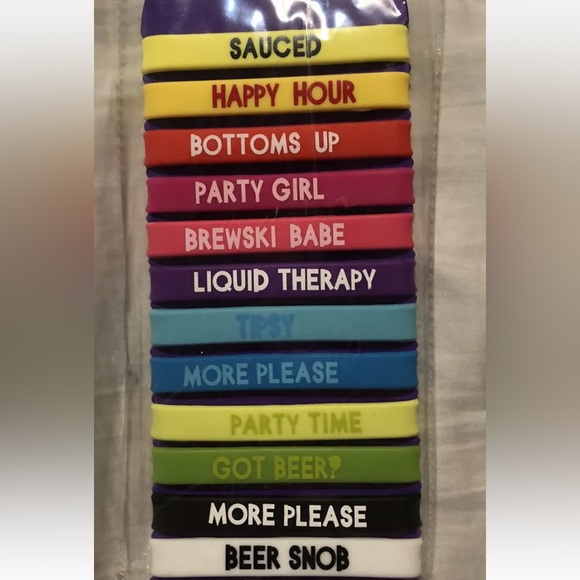 SAUCED
HAPPY HOUR
BOTTOMS UP
PARTY GIRL
BREWSKI BABE
LIQUID THERAPY
TIPSY
MORE PLEASE
PARTY TIME
GOT BEER?
MORE PLEASE
BEER SNOB